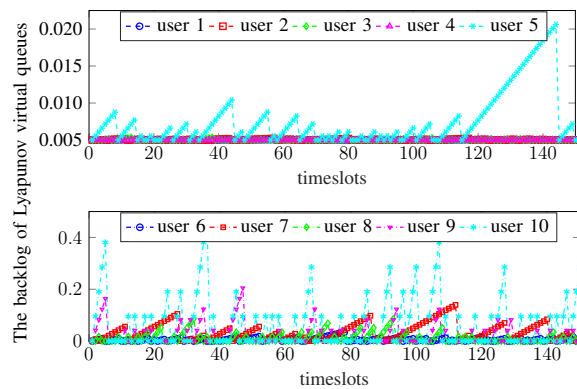 The backlog of Lyapunov virtual queues
user 1 user 2 user 3 user 4 user 5
0.020
0.015
0.010
0.005
0 20 40 60 80 100 120 140
timeslots
user 6 user 7 user 8 user 9 user 10
0.4
0.2
0
0 20 40 60 80 100 120 140
timeslots